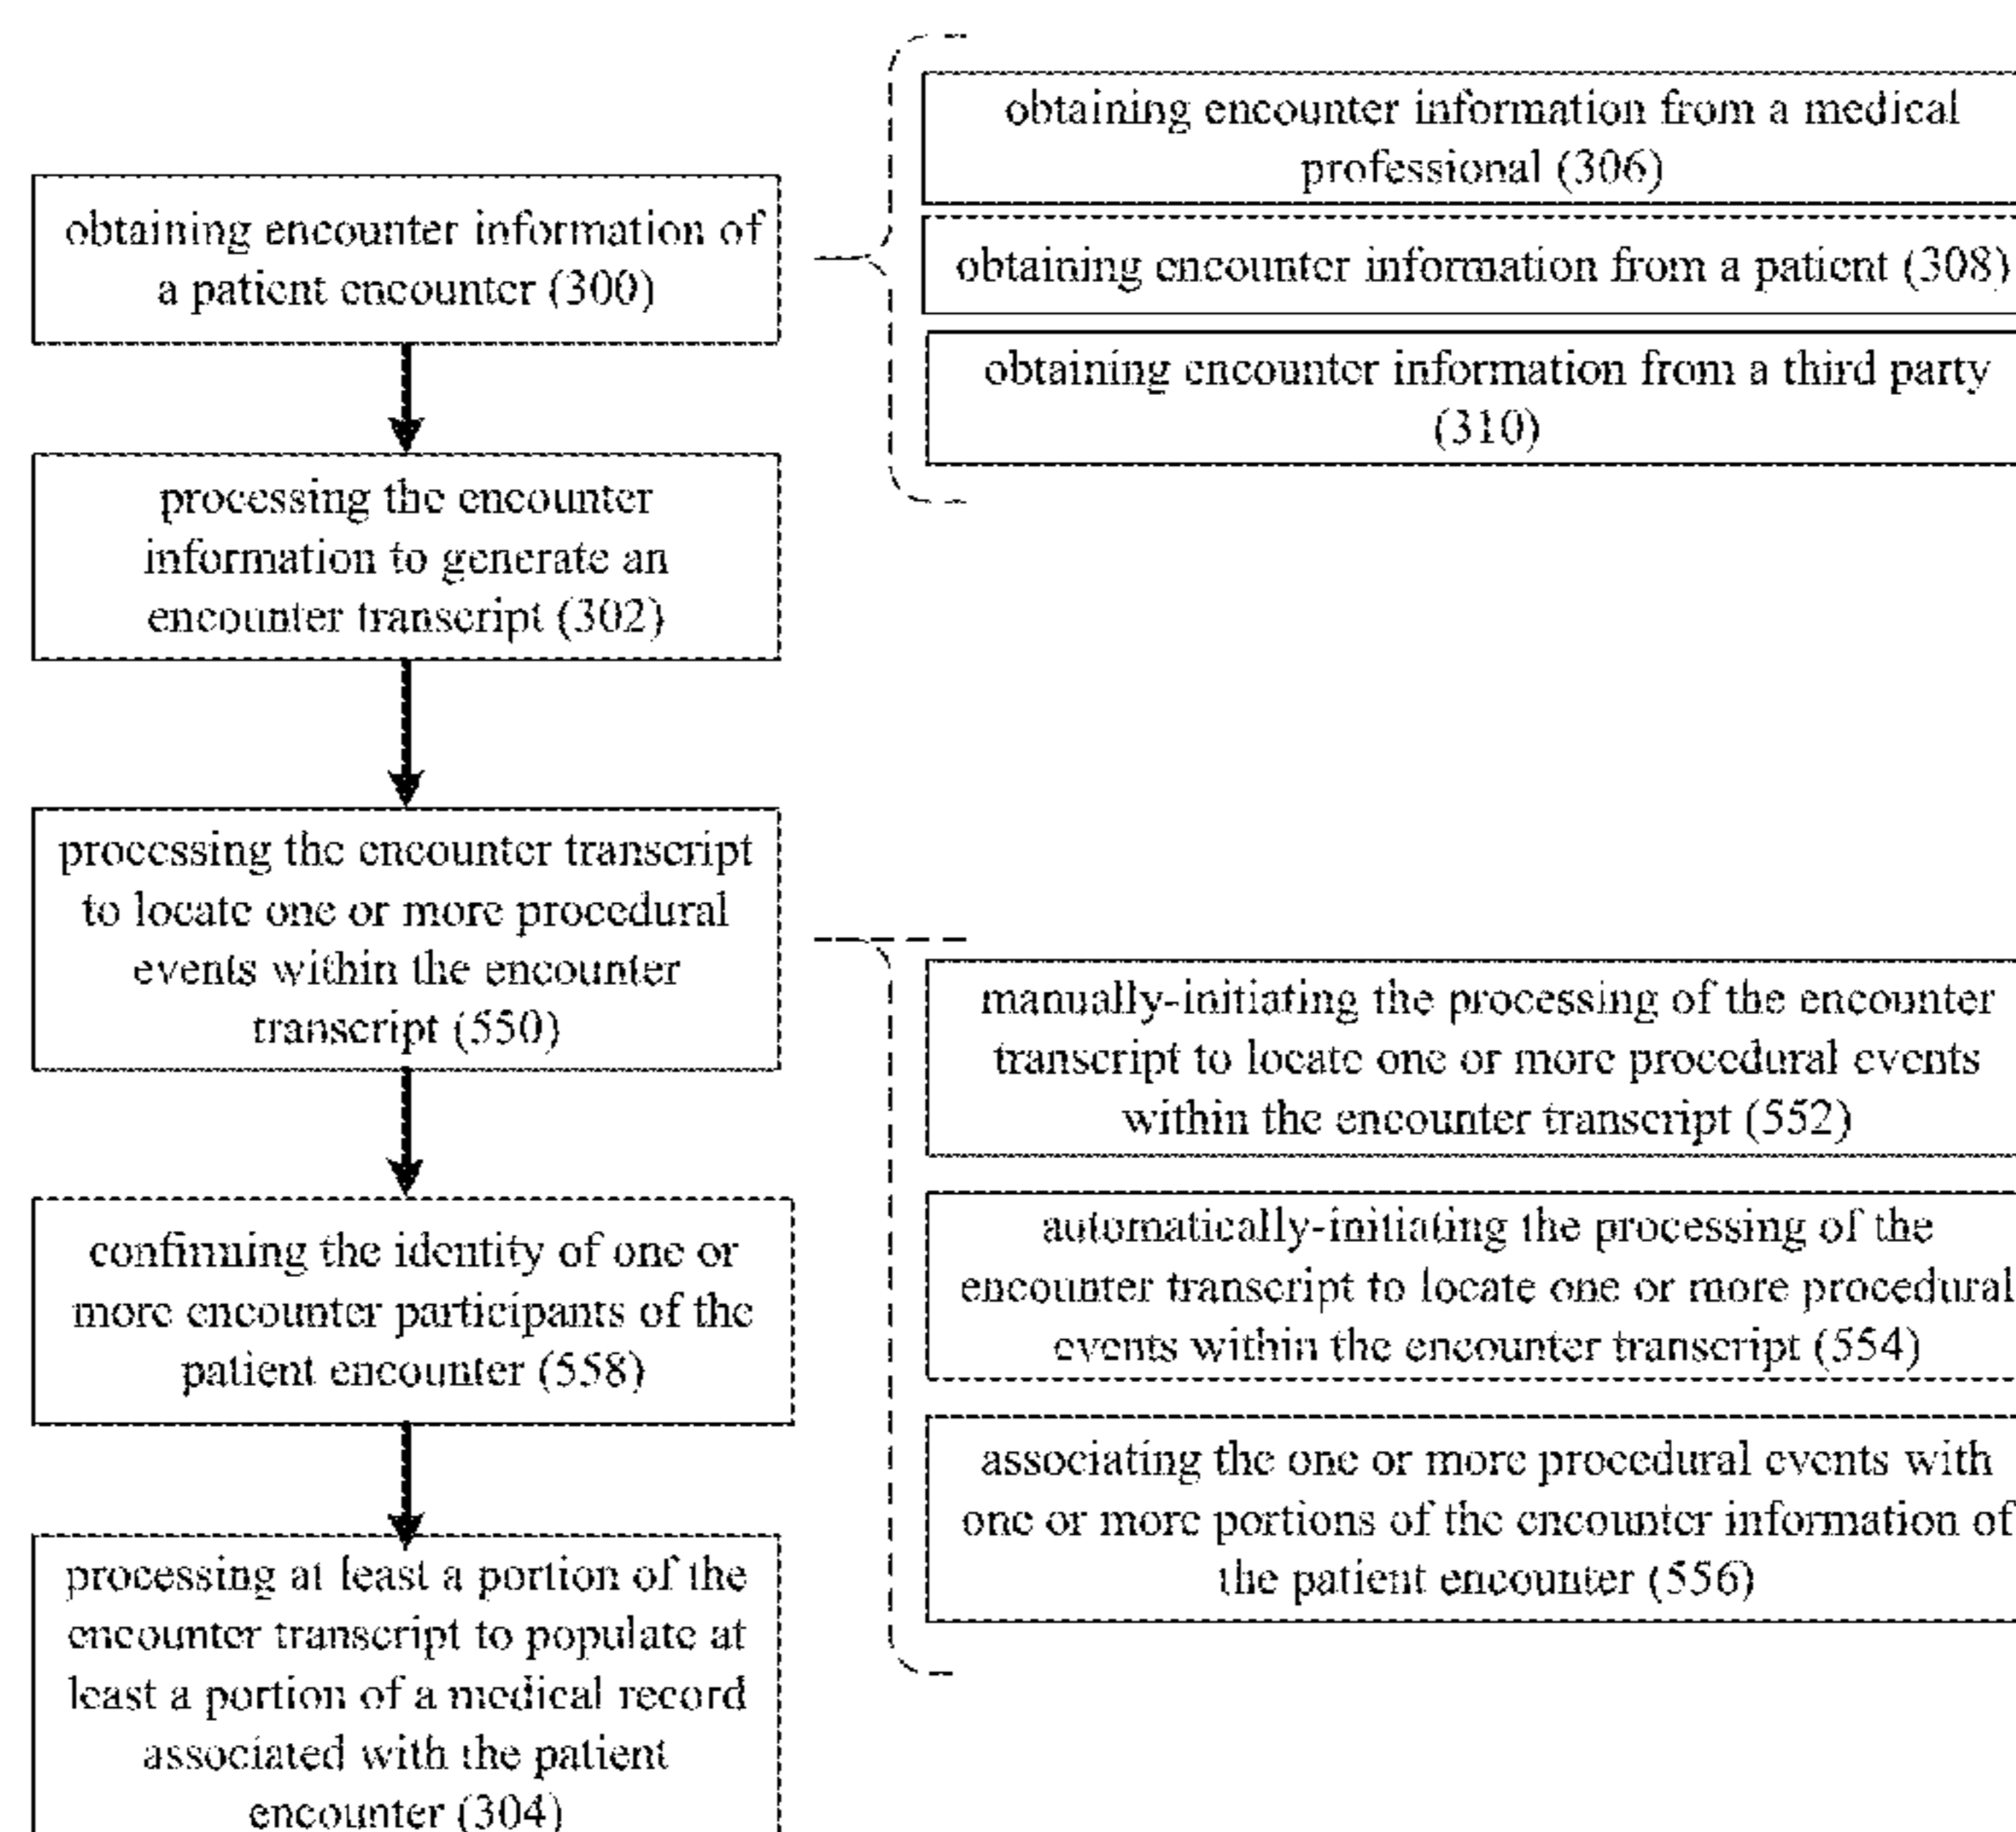 obtaining encounter information of
a patient encounter (300)
obtaining encounter information from a medical
professional (306)
obtaining encounter information from a patient (308)
obtaining encounter information from a third party
(310)
processing the encounter
information to generate an
encounter transcript (302)
processing the encounter transcript
to locate one or more procedural
events within the encounter
transcript (550)
manually-initiating the processing of the encounter
transcript to locate one or more procedural events
within the encounter transcript (552)
automatically-initiating the processing of the
encounter transcript to locate one or more procedural
events within the encounter transcript (554)
associating the one or more procedural events with
one or more portions of the encounter information of
the patient encounter (556)
confirming the identity of one or
more encounter participants of the
patient encounter (558)
processing at least a portion of the
encounter transcript to populate at
least a portion of a medical record
associated with the patient
encounter (304)